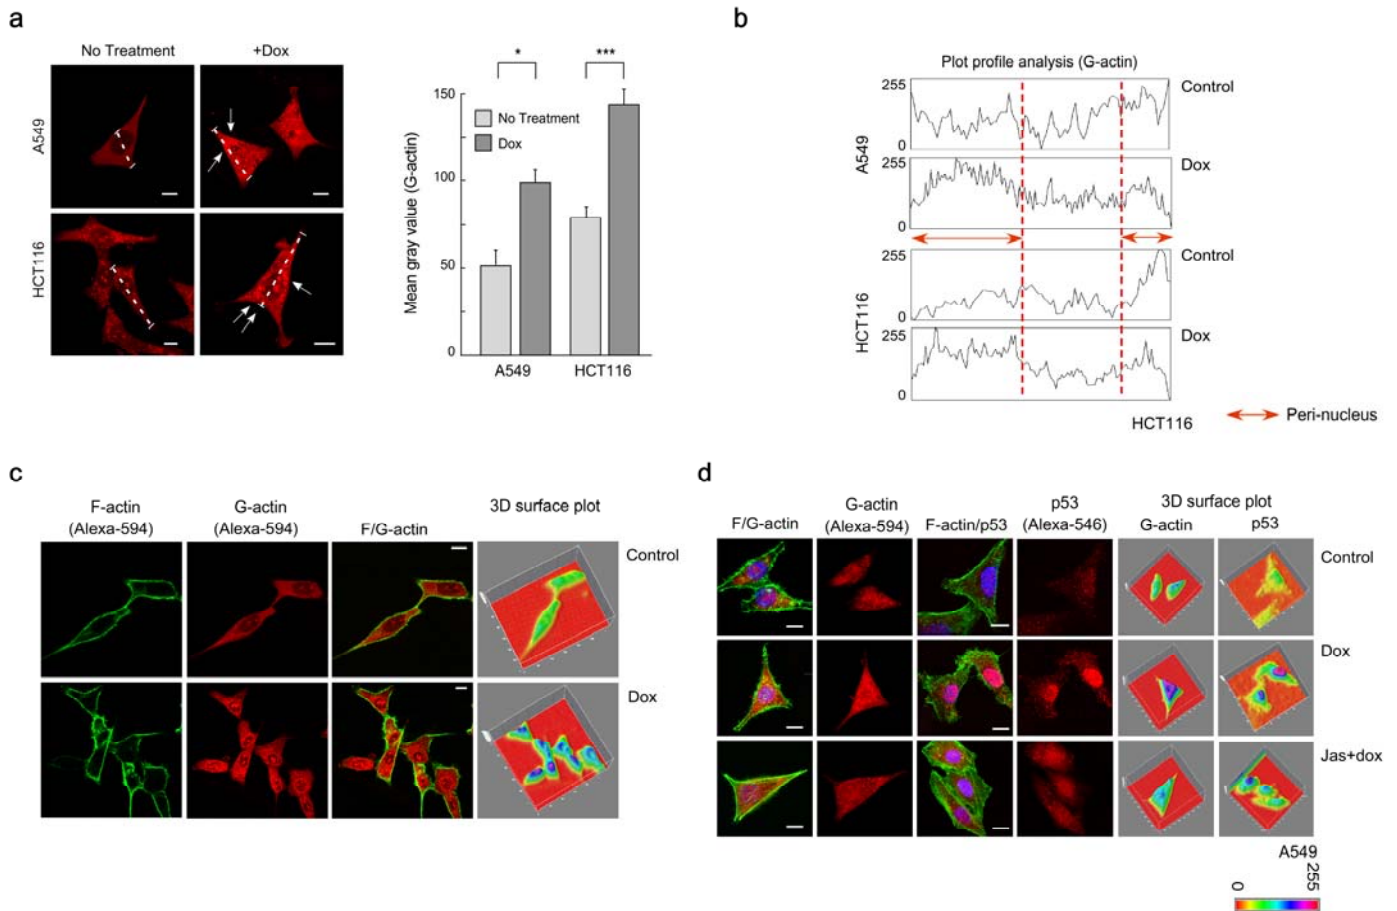 a
No Treatment
+Dox
A549
HCT116
*
***
150
100
50
0
Mean gray value (G-actin)
No Treatment
Dox
A549
HCT116
b
Plot profile analysis (G-actin)
255
0
Control
A549
255
0
Dox
255
0
Control
HCT116
255
0
Dox
HCT116
Peri-nucleus
c
F-actin
(Alexa-594)
G-actin
(Alexa-594)
F/G-actin
3D surface plot
Control
Dox
d
F/G-actin
G-actin
(Alexa-594)
F-actin/p53
p53
(Alexa-546)
3D surface plot
G-actin
p53
Control
Dox
Jas+dox
A549
0
255